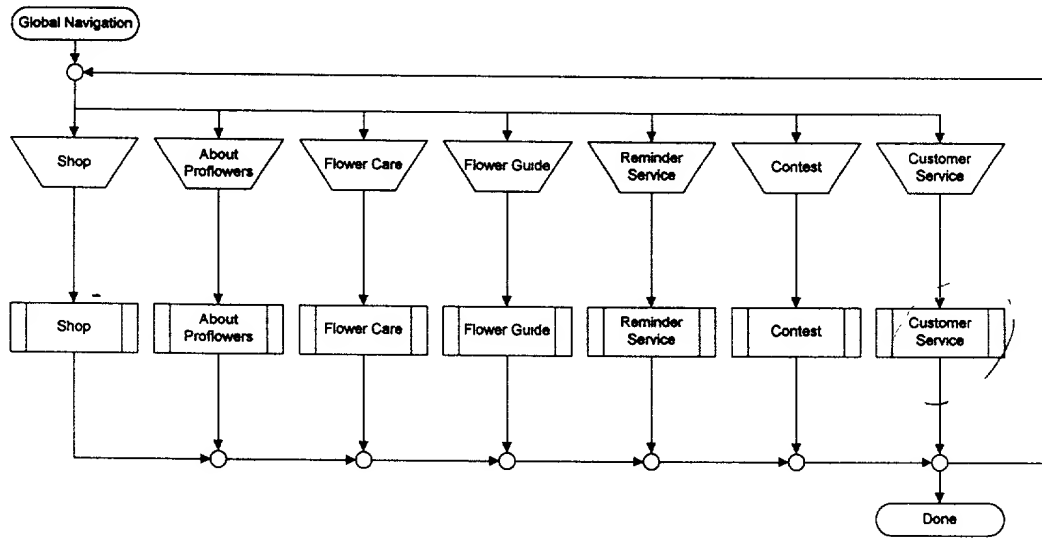 Global Navigation
Shop
About
Proflowers
Flower Care
Flower Guide
Reminder
Service
Contest
Customer
Service
Shop
About
Proflowers
Flower Care
Flower Guide
Reminder
Service
Contest
Customer
Service
Done